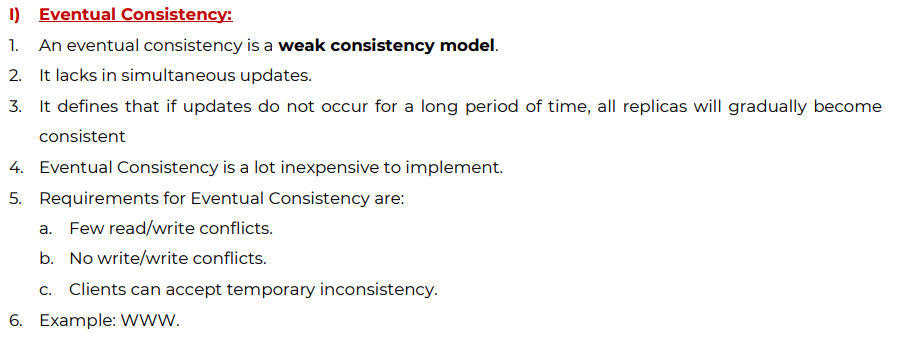 I) Eventual Consistency:
1. An eventual consistency is a weak consistency model.
2. It lacks in simultaneous updates.
3. It defines that if updates do not occur for a long period of time, all replicas will gradually become
consistent
4. Eventual Consistency is a lot inexpensive to implement.
5. Requirements for Eventual Consistency are:
a. Few read/write conflicts.
b. No write/write conflicts.
c. Clients can accept temporary inconsistency.
6. Example: WWW.